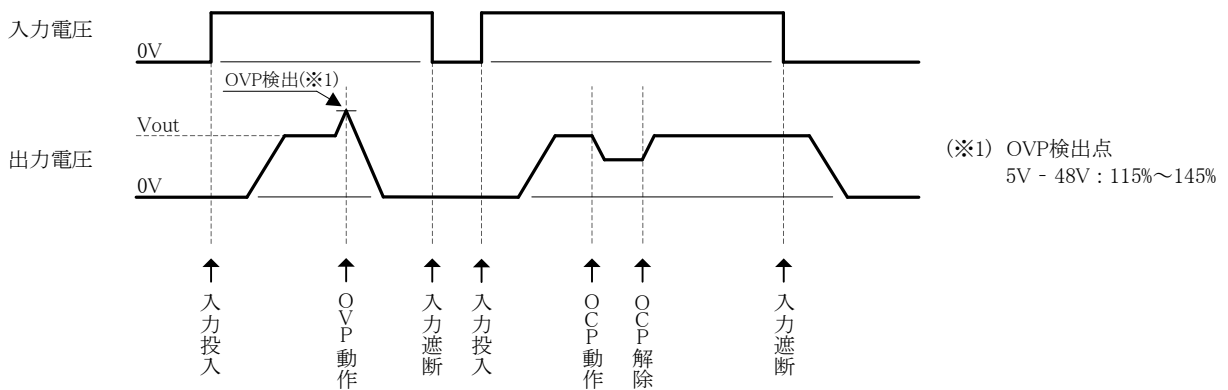 入力電圧
0V
OVP検出(※1)
Vout
出力電圧
0V
(※1) OVP検出点
5V - 48V : 115%～145%
入力投入
OVP動作
入力遮断
入力投入
OCP動作
OCP解除
入力遮断